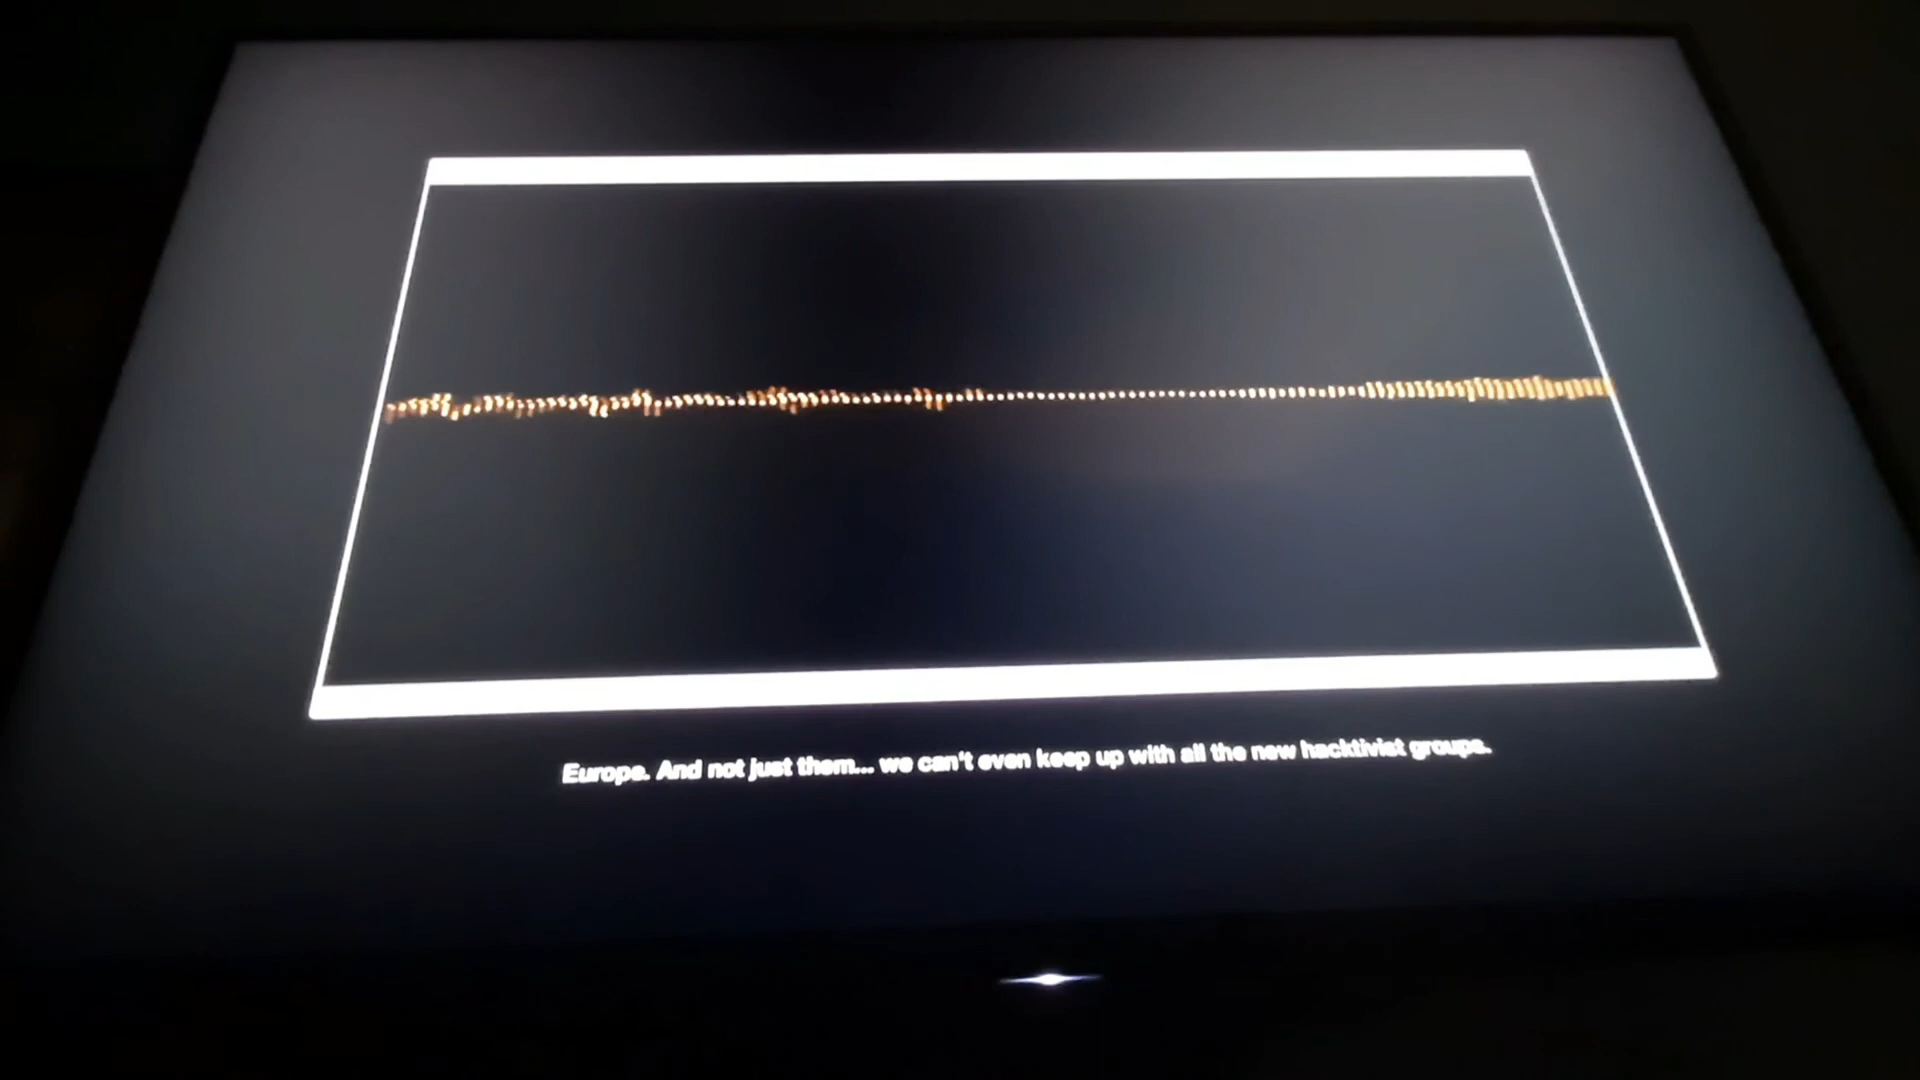 Europe. And not just them... we can't even keep up with all the new hacktivist groups.